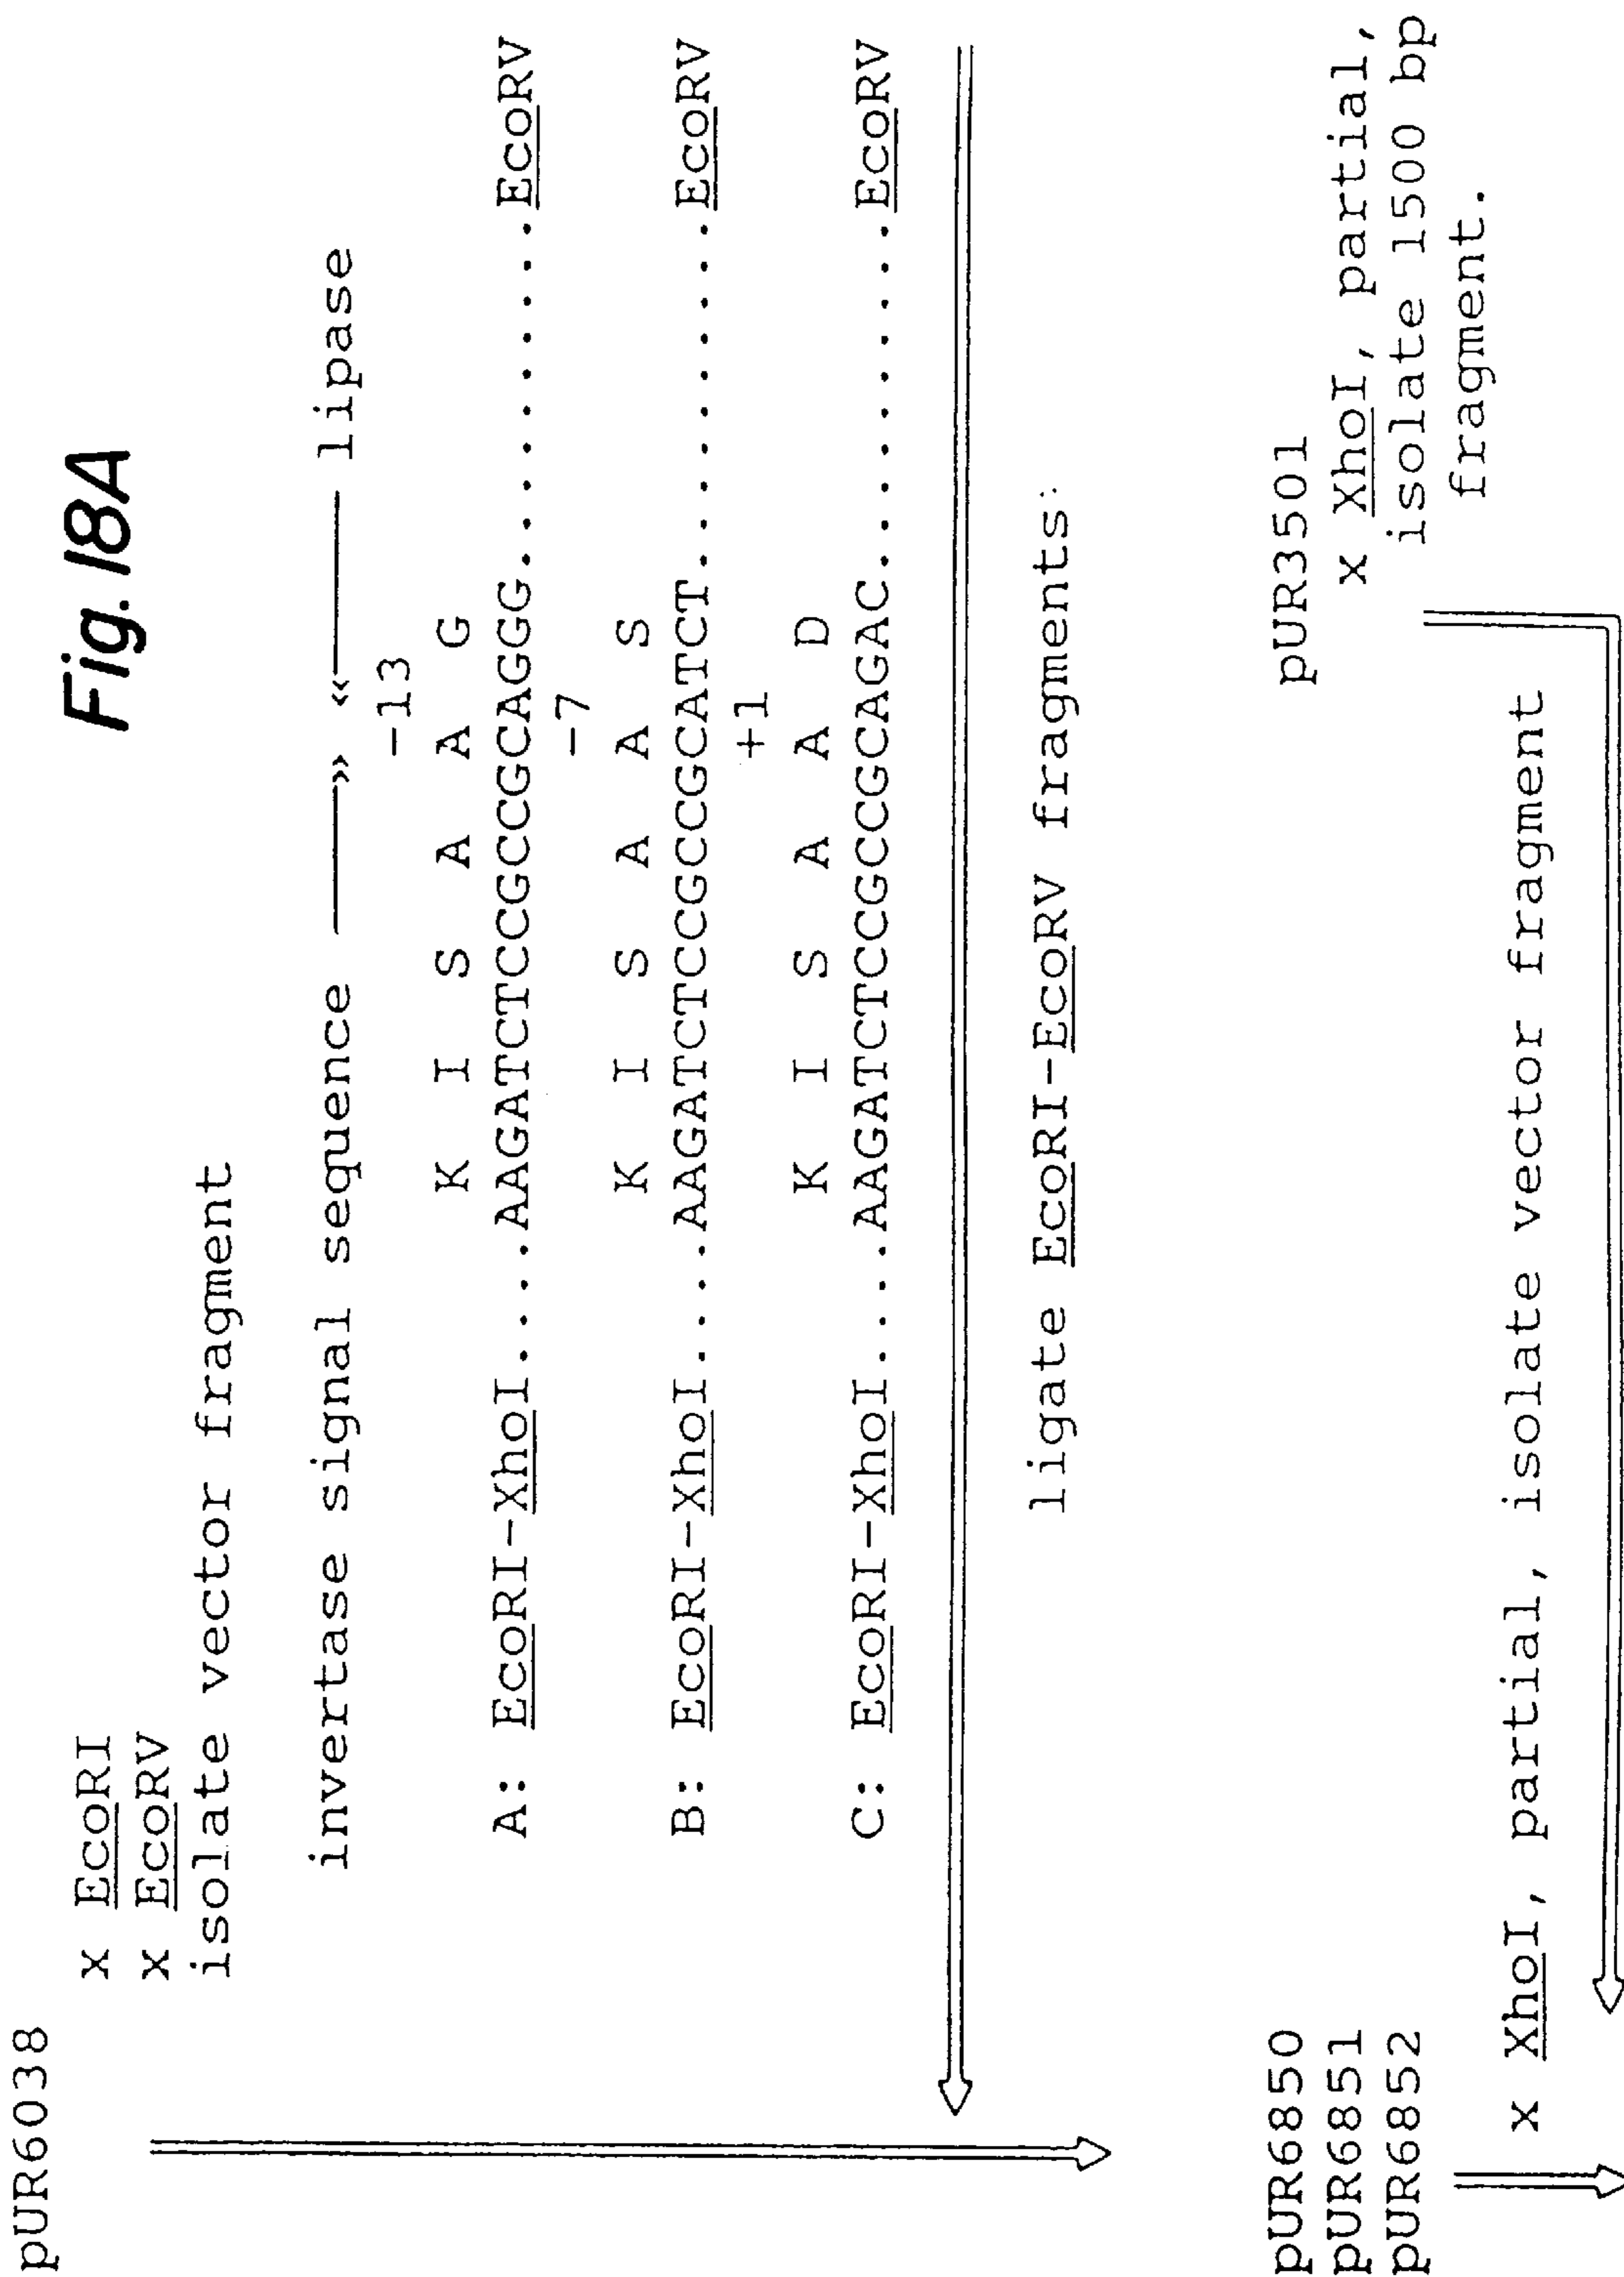 Fig. 18A
pUR6038
x EcoRI
x EcoRV
isolate vector fragment
invertase signal sequence ——» «—— lipase
-13
K I S A A G
A: EcoRI-XhoI....AAGATCTCCGCCGCAGGG..........EcoRV
-7
K I S A A S
B: EcoRI-XhoI....AAGATCTCCGCCGCATCT..........EcoRV
+1
K I S A A D
C: EcoRI-XhoI....AAGATCTCCGCCGCAGAC..........EcoRV
ligate EcoRI-EcoRV fragments:
pUR6850
pUR6851
pUR6852
pUR3501
x XhoI, partial,
isolate 1500 bp
fragment.
x XhoI, partial, isolate vector fragment